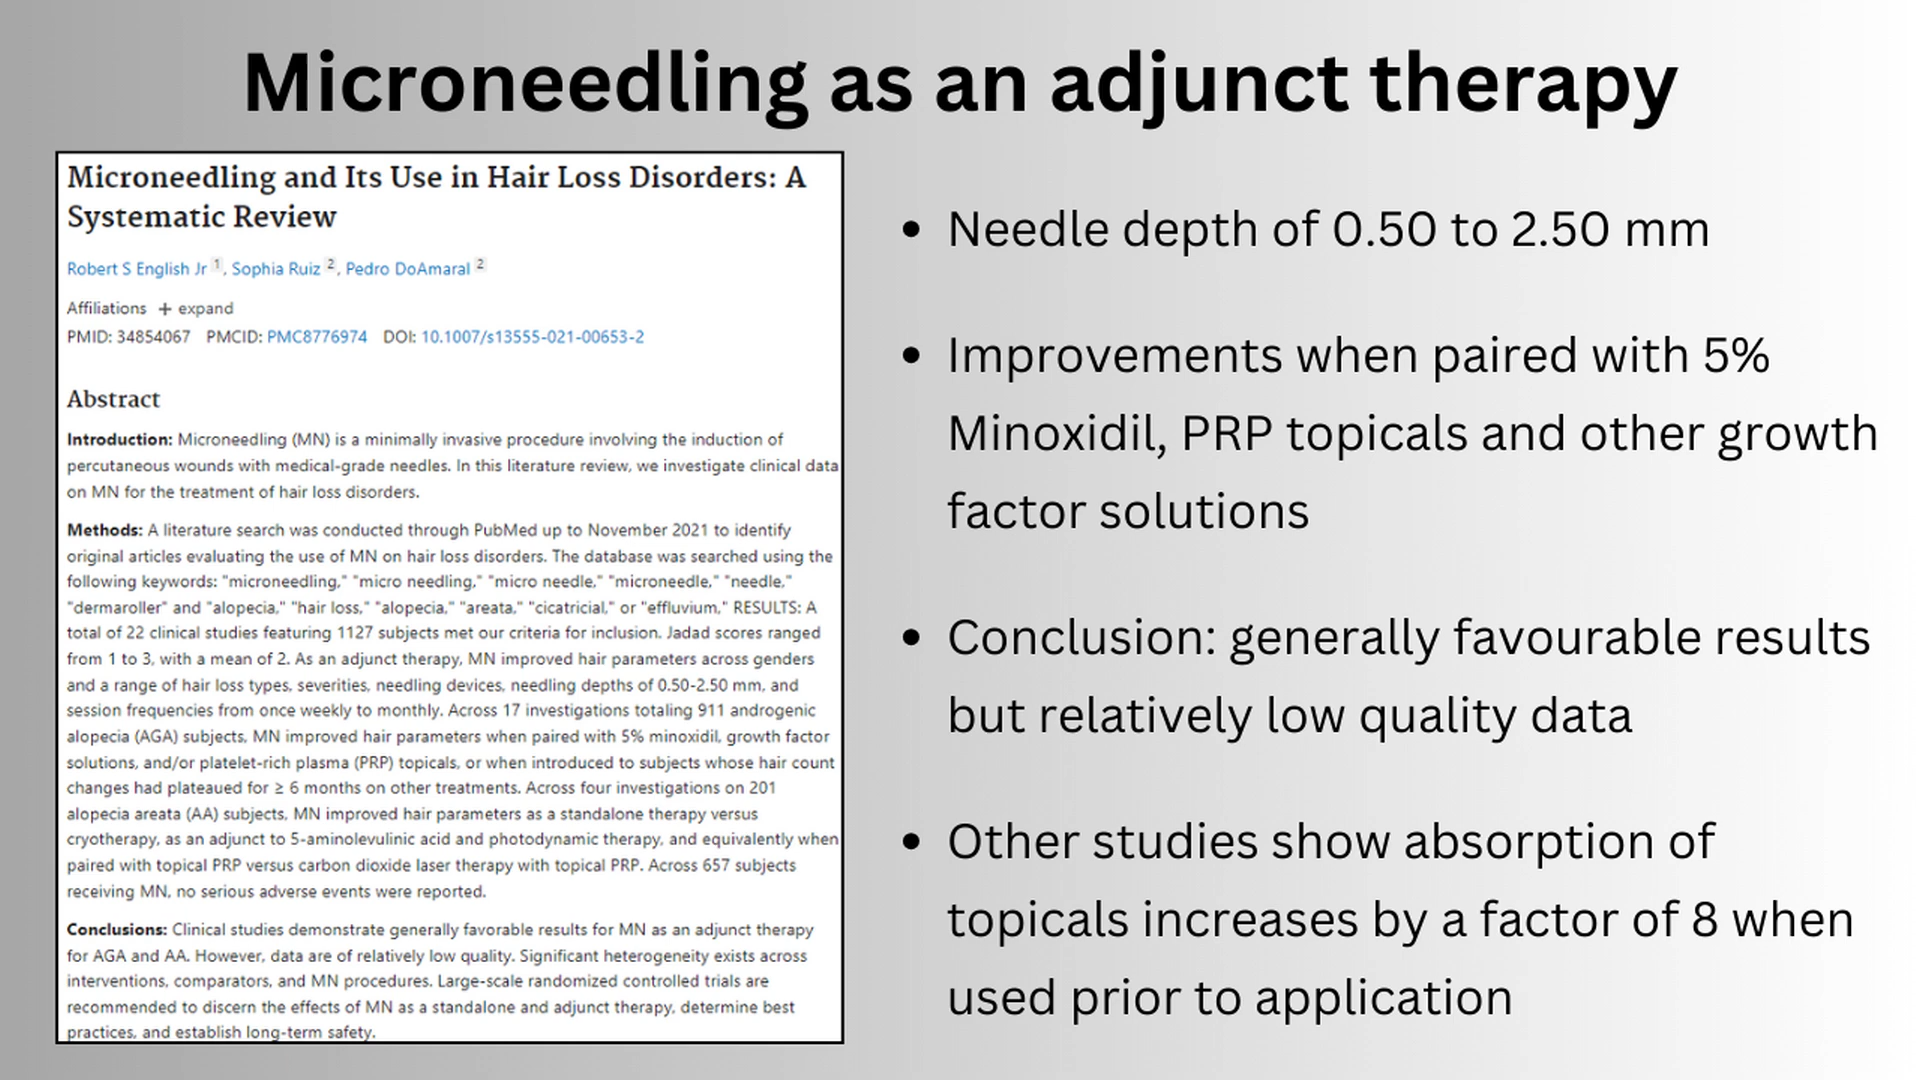 Microneedling as an adjunct therapy
Microneedling and Its Use in Hair Loss Disorders: A
Systematic Review
Robert S English Jr 1, Sophia Ruiz 2, Pedro DoAmaral 2
Affiliations + expand
PMID: 34854067 PMCID: PMC8776974 DOI: 10.1007/s13555-021-00653-2
Abstract
Introduction: Microneedling (MN) is a minimally invasive procedure involving the induction of
percutaneous wounds with medical-grade needles. In this literature review, we investigate clinical data
on MN for the treatment of hair loss disorders.
Methods: A literature search was conducted through PubMed up to November 2021 to identify
original articles evaluating the use of MN on hair loss disorders. The database was searched using the
following keywords: "microneedling," "micro needling," "micro needle," "microneedle," "needle,"
"dermaroller" and "alopecia," "hair loss," "alopecia," "areata," "cicatricial," or "effluvium," RESULTS: A
total of 22 clinical studies featuring 1127 subjects met our criteria for inclusion. Jadad scores ranged
from 1 to 3, with a mean of 2. As an adjunct therapy, MN improved hair parameters across genders
and a range of hair loss types, severities, needling devices, needling depths of 0.50-2.50 mm, and
session frequencies from once weekly to monthly. Across 17 investigations totaling 911 androgenic
alopecia (AGA) subjects, MN improved hair parameters when paired with 5% minoxidil, growth factor
solutions, and/or platelet-rich plasma (PRP) topicals, or when introduced to subjects whose hair count
changes had plateaued for ≥ 6 months on other treatments. Across four investigations on 201
alopecia areata (AA) subjects, MN improved hair parameters as a standalone therapy versus
cryotherapy, as an adjunct to 5-aminolevulinic acid and photodynamic therapy, and equivalently when
paired with topical PRP versus carbon dioxide laser therapy with topical PRP. Across 657 subjects
receiving MN, no serious adverse events were reported.
Conclusions: Clinical studies demonstrate generally favorable results for MN as an adjunct therapy
for AGA and AA. However, data are of relatively low quality. Significant heterogeneity exists across
interventions, comparators, and MN procedures. Large-scale randomized controlled trials are
recommended to discern the effects of MN as a standalone and adjunct therapy, determine best
practices, and establish long-term safety.
• Needle depth of 0.50 to 2.50 mm
• Improvements when paired with 5%
Minoxidil, PRP topicals and other growth
factor solutions
• Conclusion: generally favourable results
but relatively low quality data
• Other studies show absorption of
topicals increases by a factor of 8 when
used prior to application